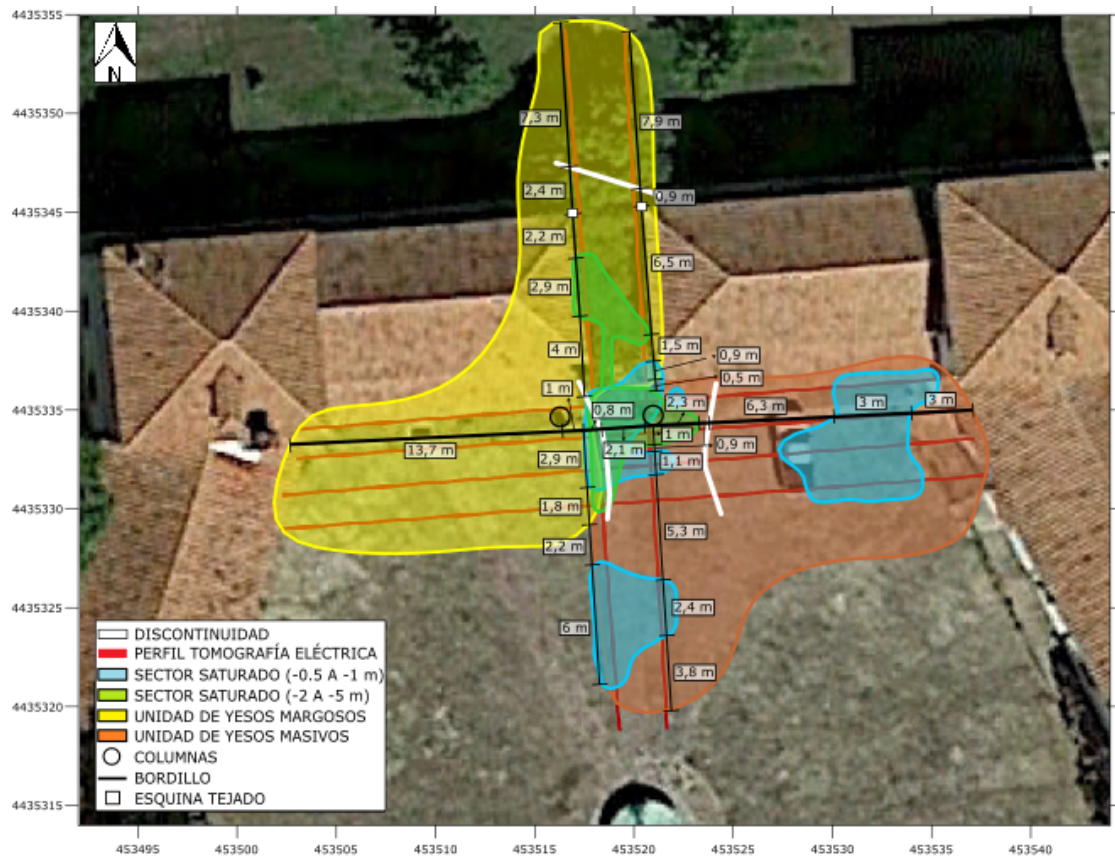 4435355
N
4435350
7,3 m
7,9 m
2,4 m
0,9 m
4435345
2,2 m
6,5 m
2,9 m
4435340
4 m
1,5 m
0,9 m
1 m
0,5 m
4435335
0,8 m
2,3 m
6,3 m
3 m
3 m
13,7 m
2,9 m
2,1 m
1 m
0,9 m
1,1 m
4435330
1,8 m
2,2 m
5,3 m
4435325
6 m
2,4 m
3,8 m
DISCONTINUIDAD
PERFIL TOMOGRAFÍA ELÉCTRICA
SECTOR SATURADO (-0.5 A -1 m)
SECTOR SATURADO (-2 A -5 m)
UNIDAD DE YESOS MARGOSOS
UNIDAD DE YESOS MASIVOS
COLUMNAS
BORDILLO
ESQUINA TEJADO
4435320
4435315
453495 453500 453505 453510 453515 453520 453525 453530 453535 453540